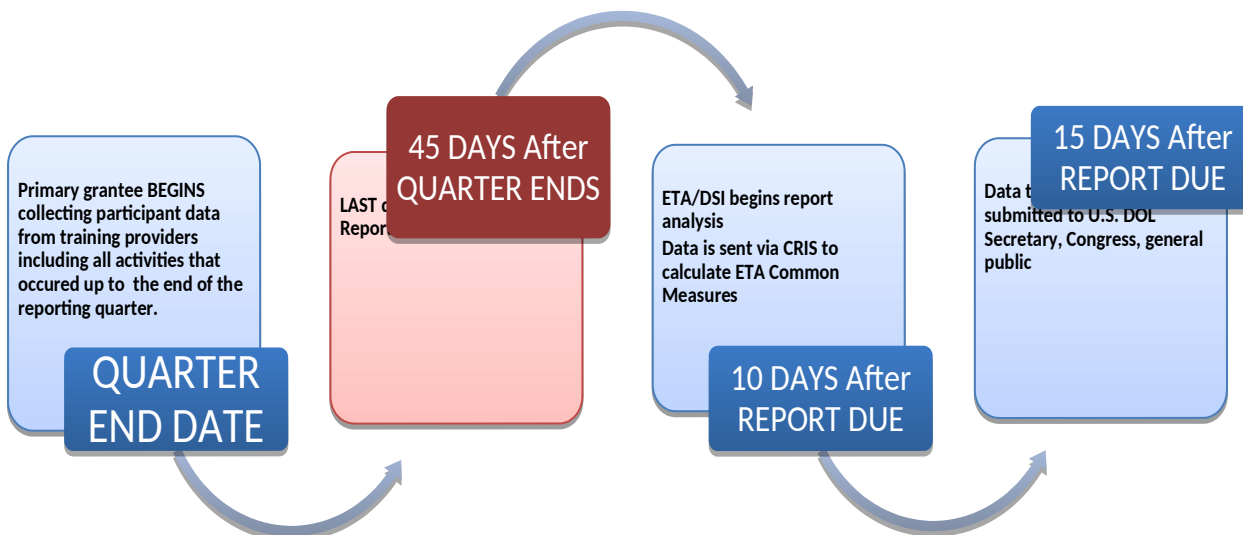 Primary grantee BEGINS
collecting participant data
from training providers
including all activities that
occured up to  the end of the
reporting quarter.
QUARTER
END DATE
45 DAYS After
QUARTER ENDS
LAST
10 DAYS After
REPORT DUE
ETA/DSI begins report
analysis
Data is sent via CRIS to
calculate ETA Common
Measures
15 DAYS After
REPORT DUE
Data
submitted to U.S. DOL
Secretary, Congress, general
public